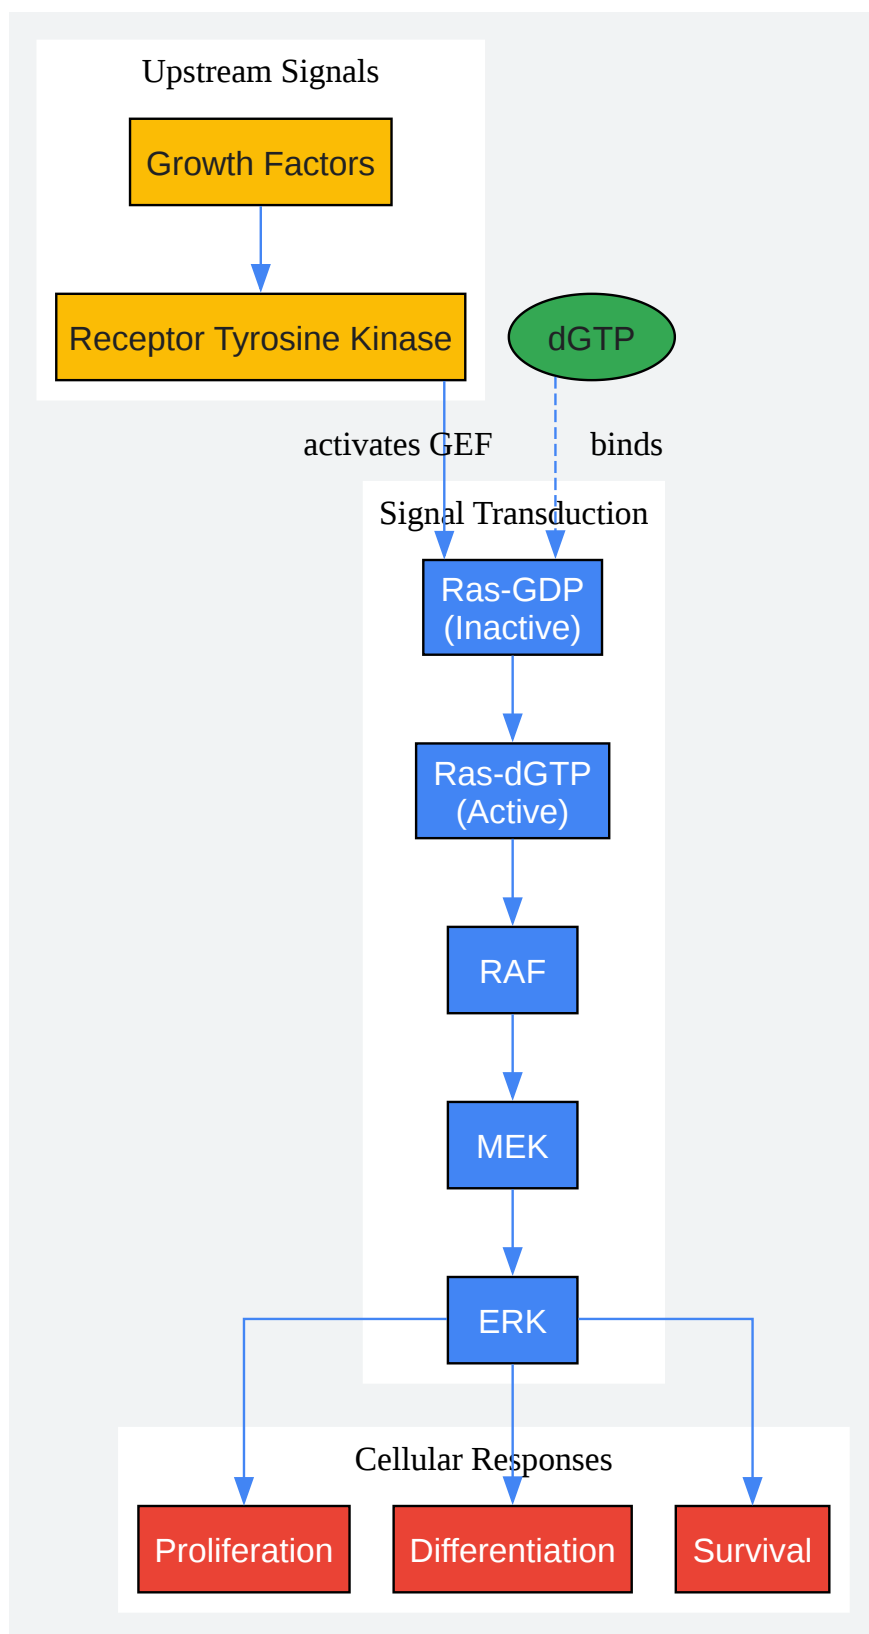 Upstream Signals
Growth Factors
Receptor Tyrosine Kinase
dGTP
activates GEF
binds
Signal Transduction
Ras-GDP
(Inactive)
Ras-dGTP
(Active)
RAF
MEK
ERK
Cellular Responses
Proliferation
Differentiation
Survival